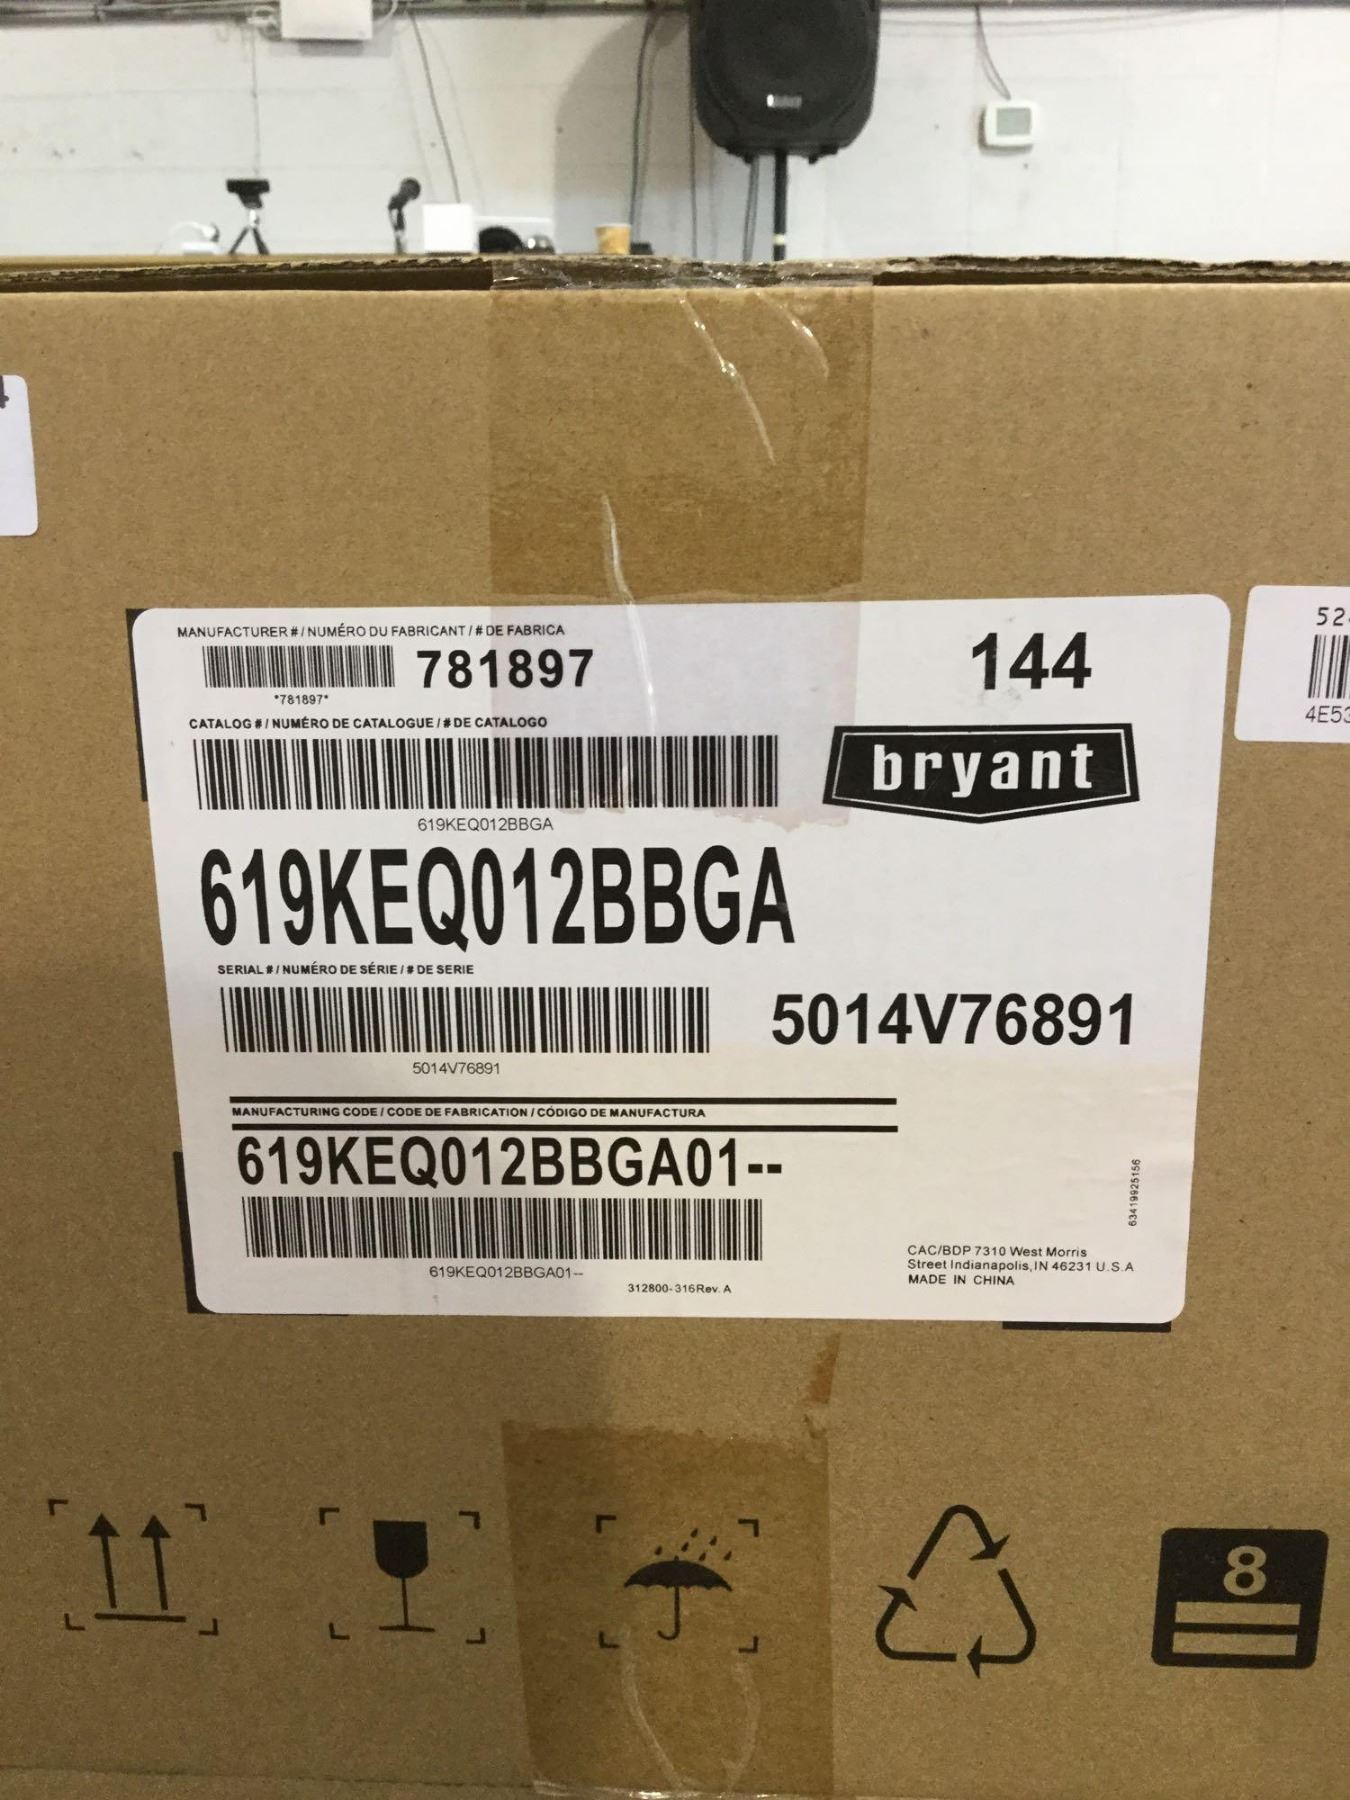 MANUFACTURER # / NUMÉRO DU FABRICANT / # DE FABRICA
781897
144
*781897*
CATALOG # / NUMÉRO DE CATALOGUE / # DE CATALOGO
bryant
619KEQ012BBGA
619KEQ012BBGA
SERIAL # / NUMÉRO DE SÉRIE / # DE SERIE
5014V76891
5014V76891
MANUFACTURING CODE / CODE DE FABRICATION / CÓDIGO DE MANUFACTURA
619KEQ012BBGA01--
619KEQ012BBGA01--
312800-316Rev. A
63419925156
CAC/BDP 7310 West Morris
Street Indianapolis, IN 46231 U.S.A
MADE IN CHINA
52
4E53
8